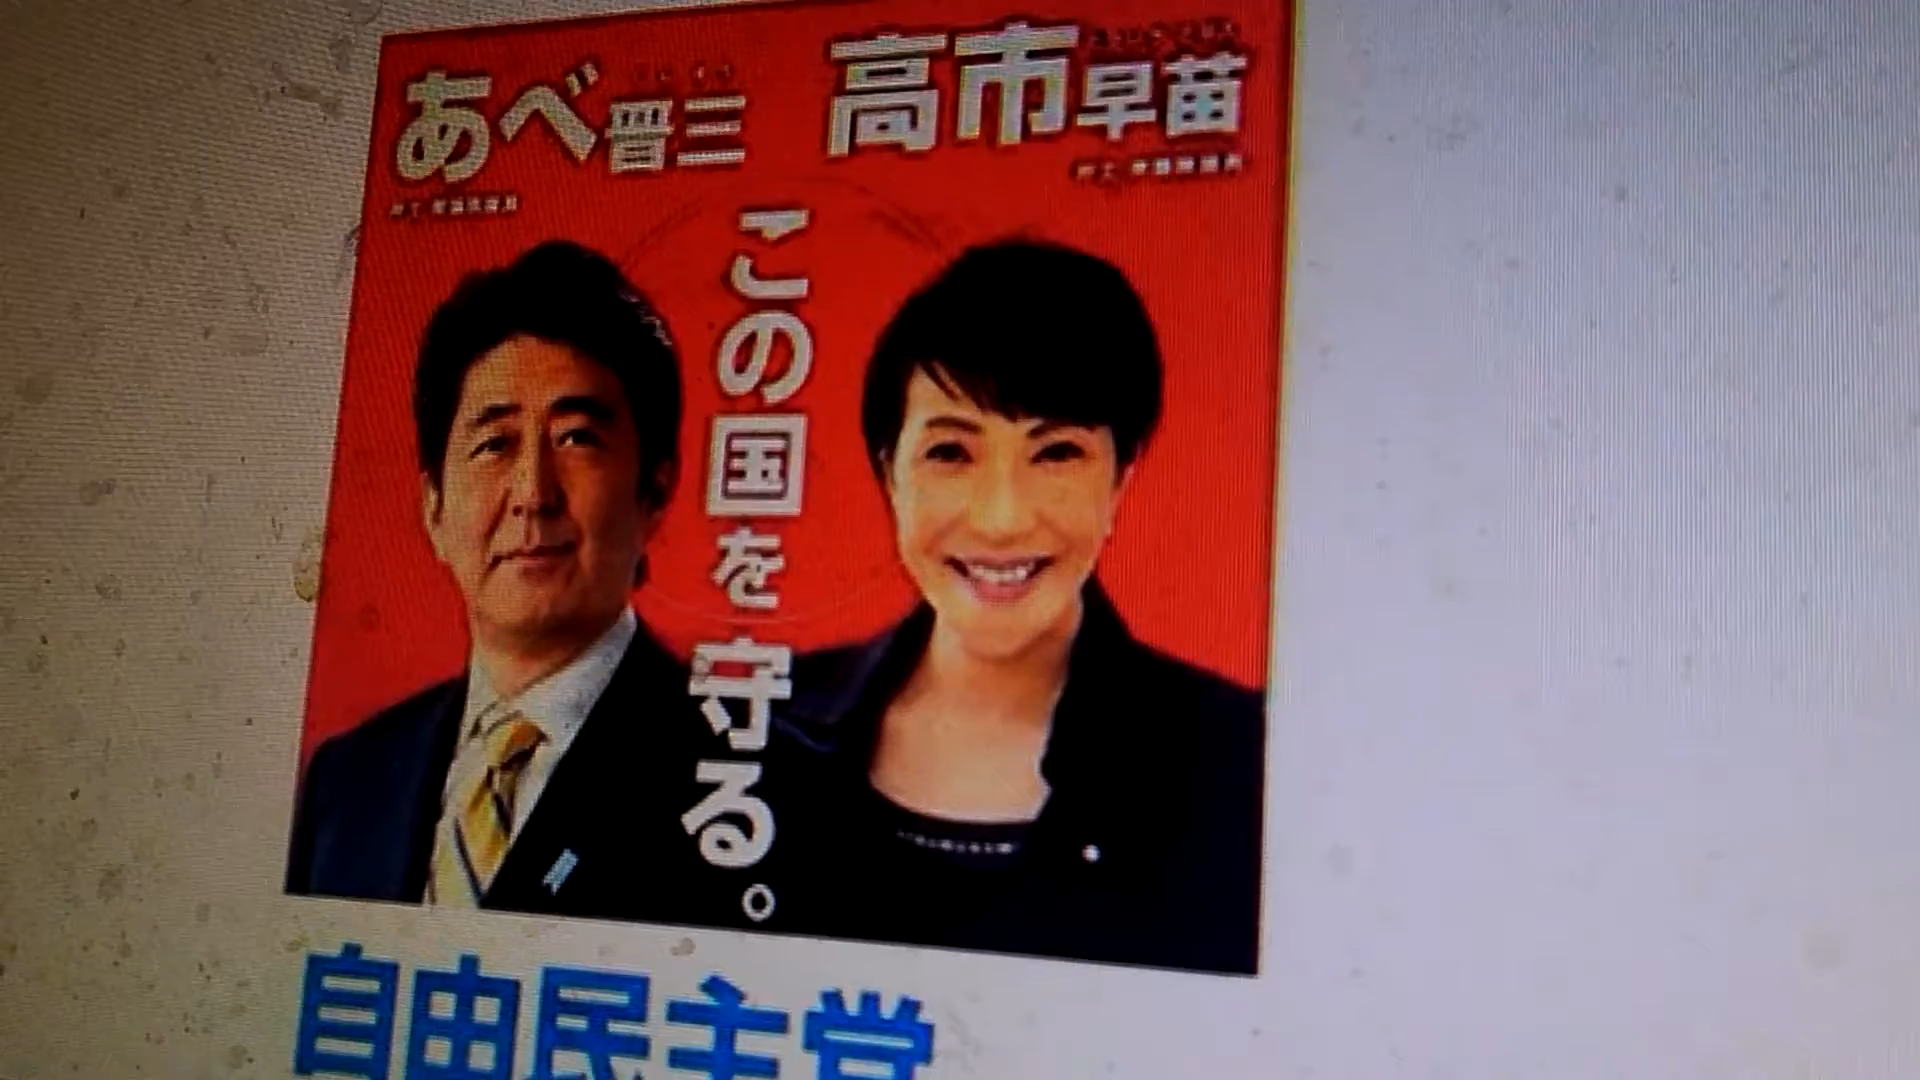 あべ晋三
高市早苗
この国を守る。
自由民主党